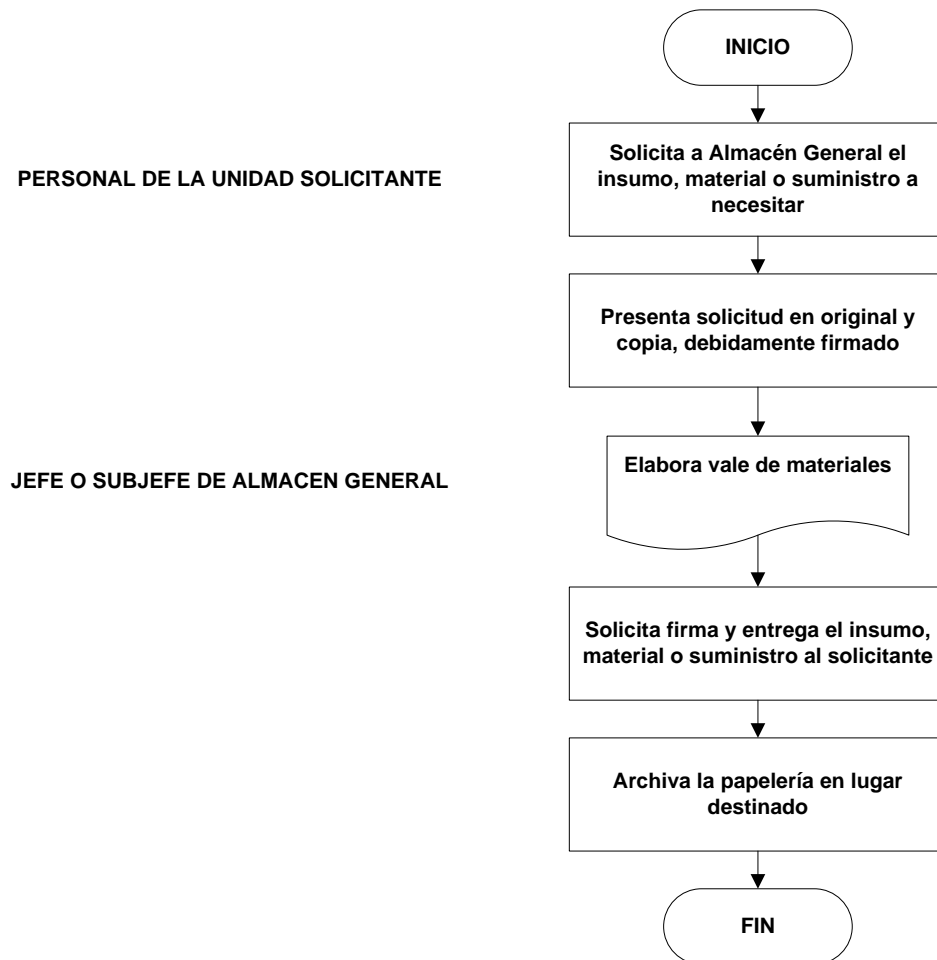 INICIO
PERSONAL DE LA UNIDAD SOLICITANTE
Solicita a Almacén General el
insumo, material o suministro a
necesitar
Presenta solicitud en original y
copia, debidamente firmado
JEFE O SUBJEFE DE ALMACEN GENERAL
Elabora vale de materiales
Solicita firma y entrega el insumo,
material o suministro al solicitante
Archiva la papelería en lugar
destinado
FIN